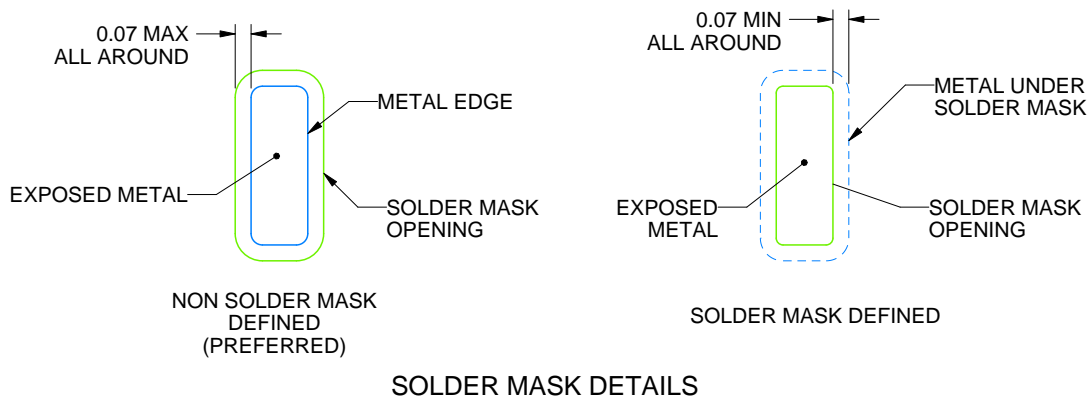 0.07 MAX
ALL AROUND
METAL EDGE
EXPOSED METAL
SOLDER MASK
OPENING
NON SOLDER MASK
DEFINED
(PREFERRED)
0.07 MIN
ALL AROUND
METAL UNDER
SOLDER MASK
EXPOSED
METAL
SOLDER MASK
OPENING
SOLDER MASK DEFINED
SOLDER MASK DETAILS